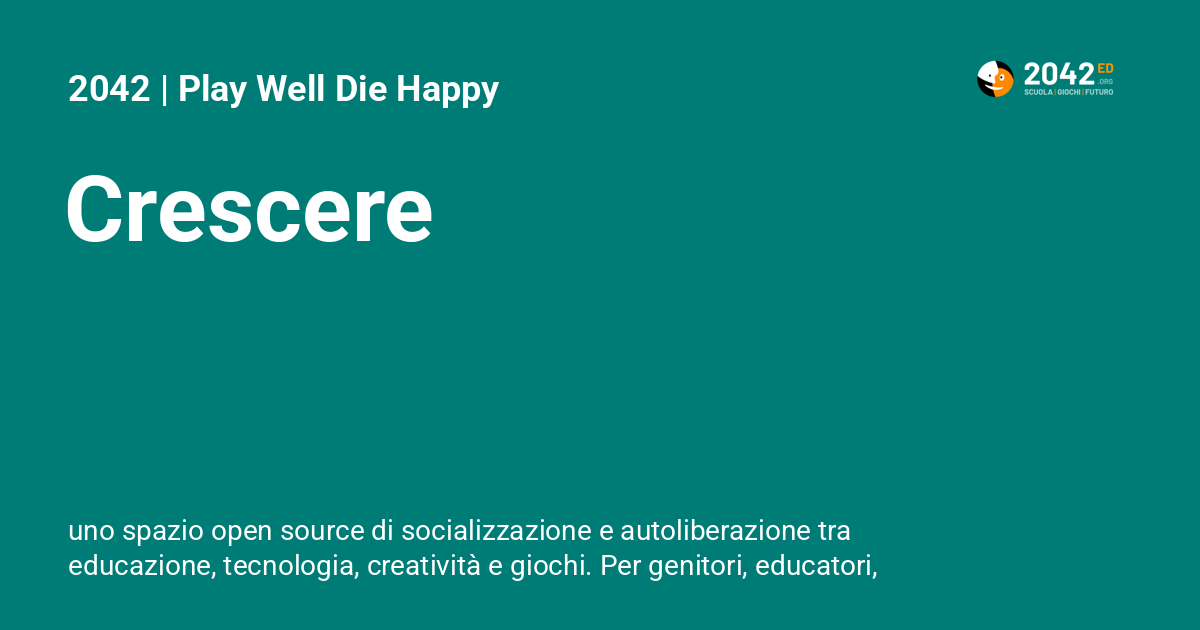 2042 | Play Well Die Happy
2042 ED
.ORG
SCUOLA | GIOCHI | FUTURO
Crescere
uno spazio open source di socializzazione e autoliberazione tra
educazione, tecnologia, creatività e giochi. Per genitori, educatori,